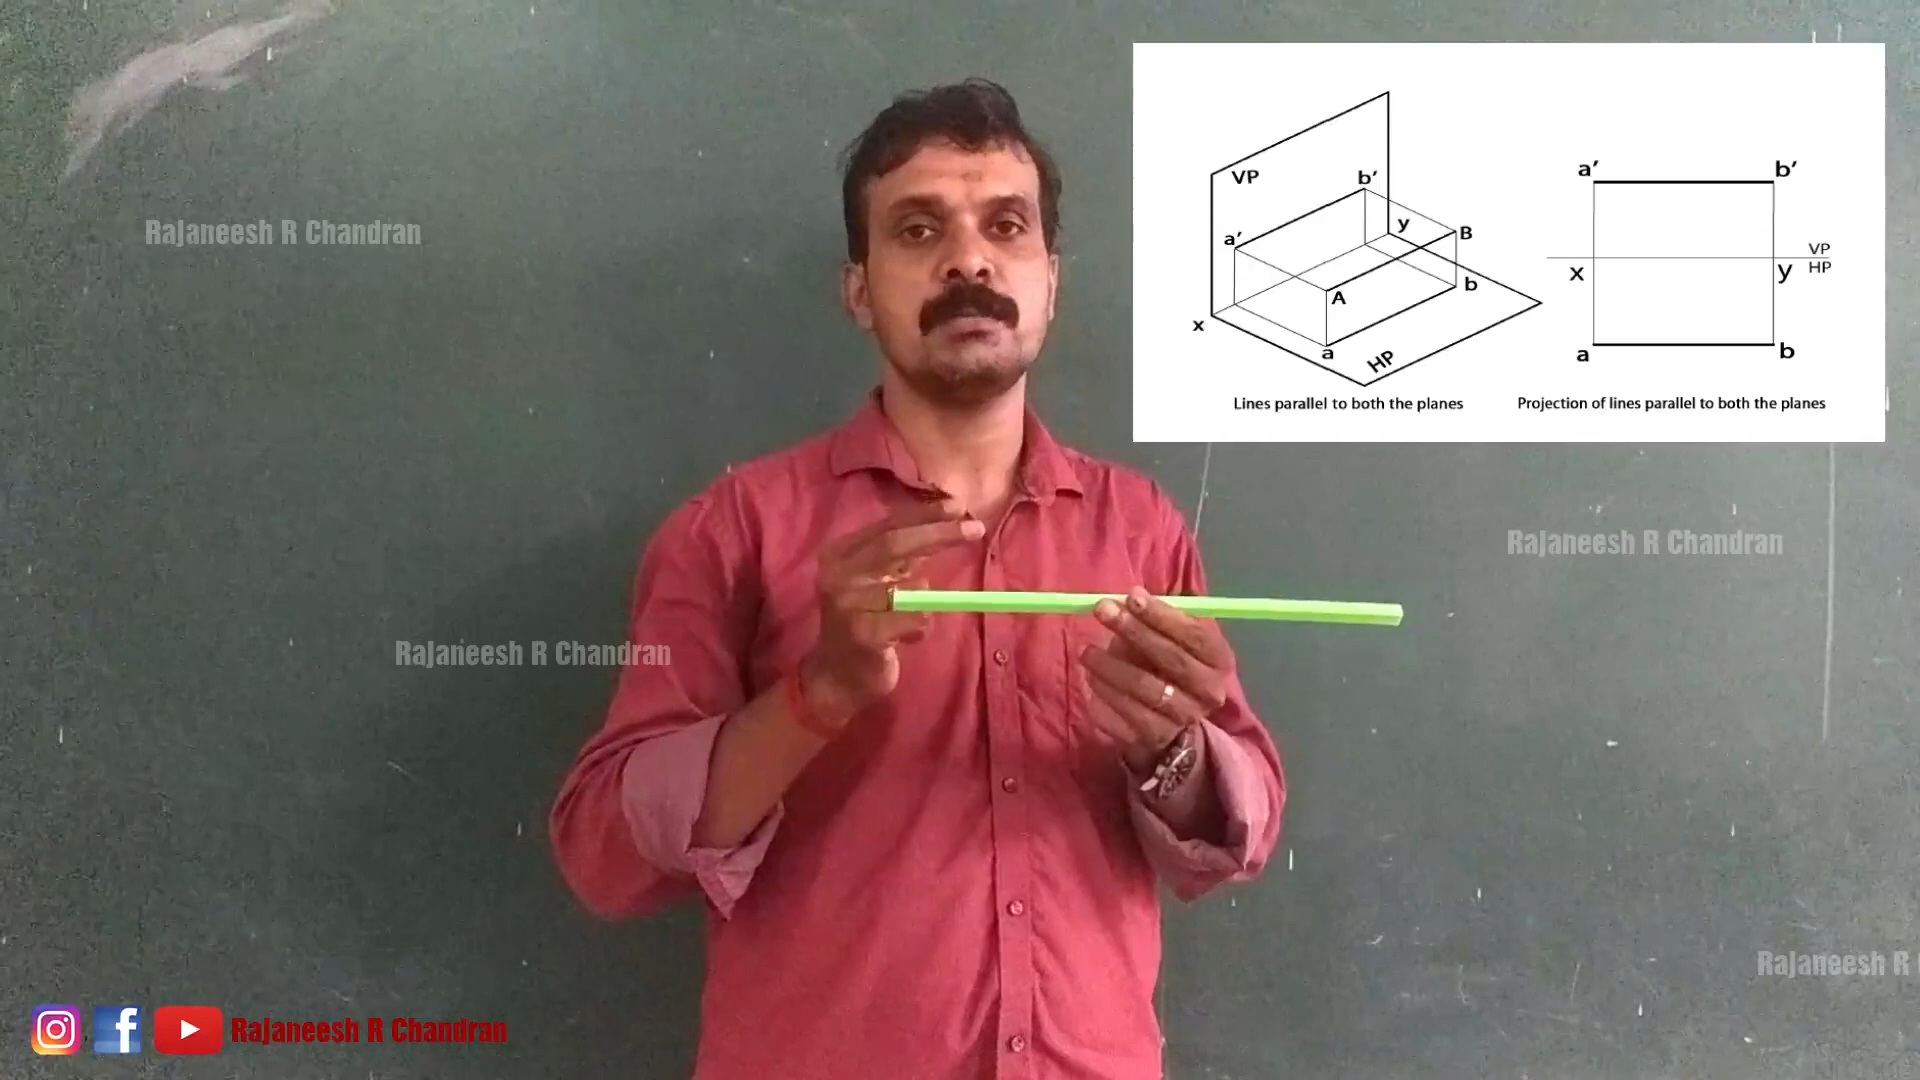 Rajaneesh R Chandran
VP
b′
a′
y
B
A
b
x
a
HP
Lines parallel to both the planes
a′
b′
VP
HP
x
y
a
b
Projection of lines parallel to both the planes
Rajaneesh R Chandran
Rajaneesh R Chandran
Rajaneesh R
Rajaneesh R Chandran